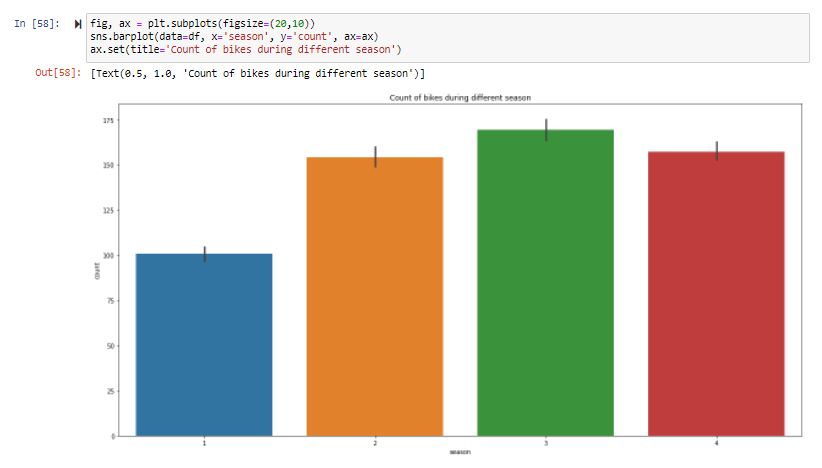 In [58]:
fig, ax = plt.subplots(figsize=(20,10))
sns.barplot(data=df, x='season', y='count', ax=ax)
ax.set(title='Count of bikes during different season')
Out[58]: [Text(0.5, 1.0, 'Count of bikes during different season')]
Count of bikes during different season
175
150
125
100
75
50
25
0
count
1 2 3 4
season